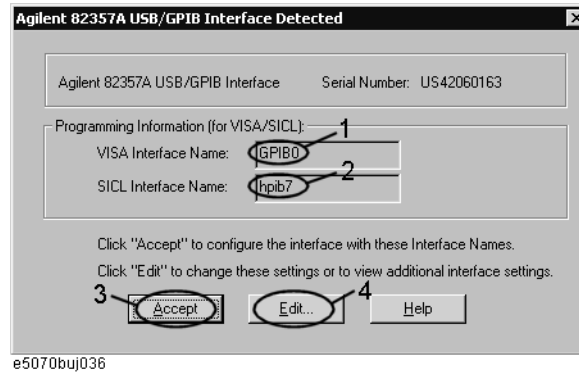 Agilent 82357A USB/GPIB Interface Detected
Agilent 82357A USB/GPIB Interface Serial Number: US42060163
Programming Information (for VISA/SICL): 1
VISA Interface Name: GPIB0
2
SICL Interface Name: hpib7
Click "Accept" to configure the interface with these Interface Names.
Click "Edit" to change these settings or to view additional interface settings.
3 4
Accept Edit... Help
e5070buj036